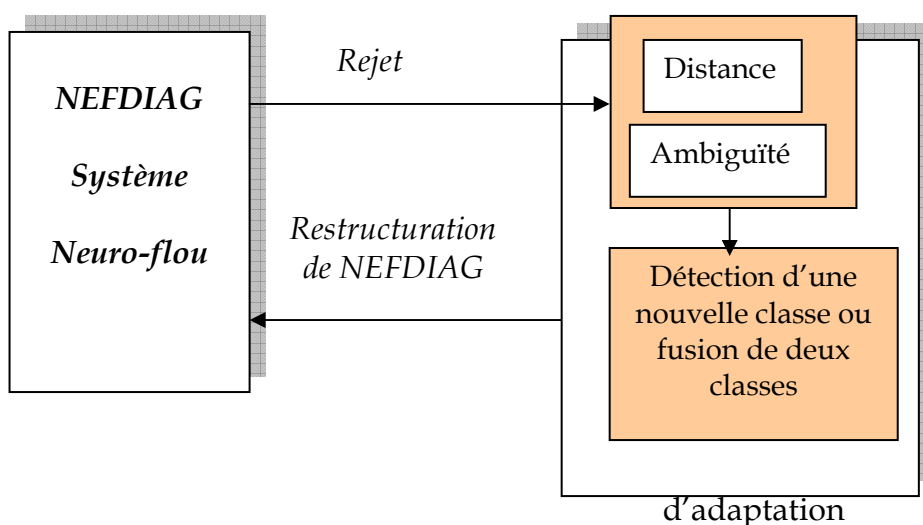 NEFDIAG
Système
Neuro-flou
Rejet
Restructuration
de NEFDIAG
Distance
Ambiguïté
Détection d’une
nouvelle classe ou
fusion de deux
classes
d’adaptation